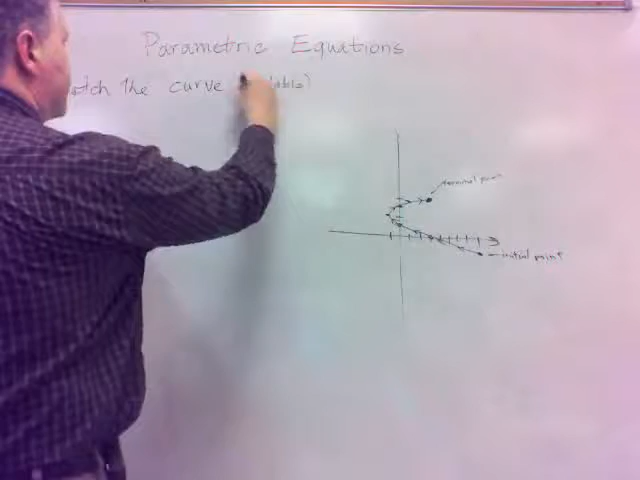 Parametric Equations
the curve
terminal point
initial point